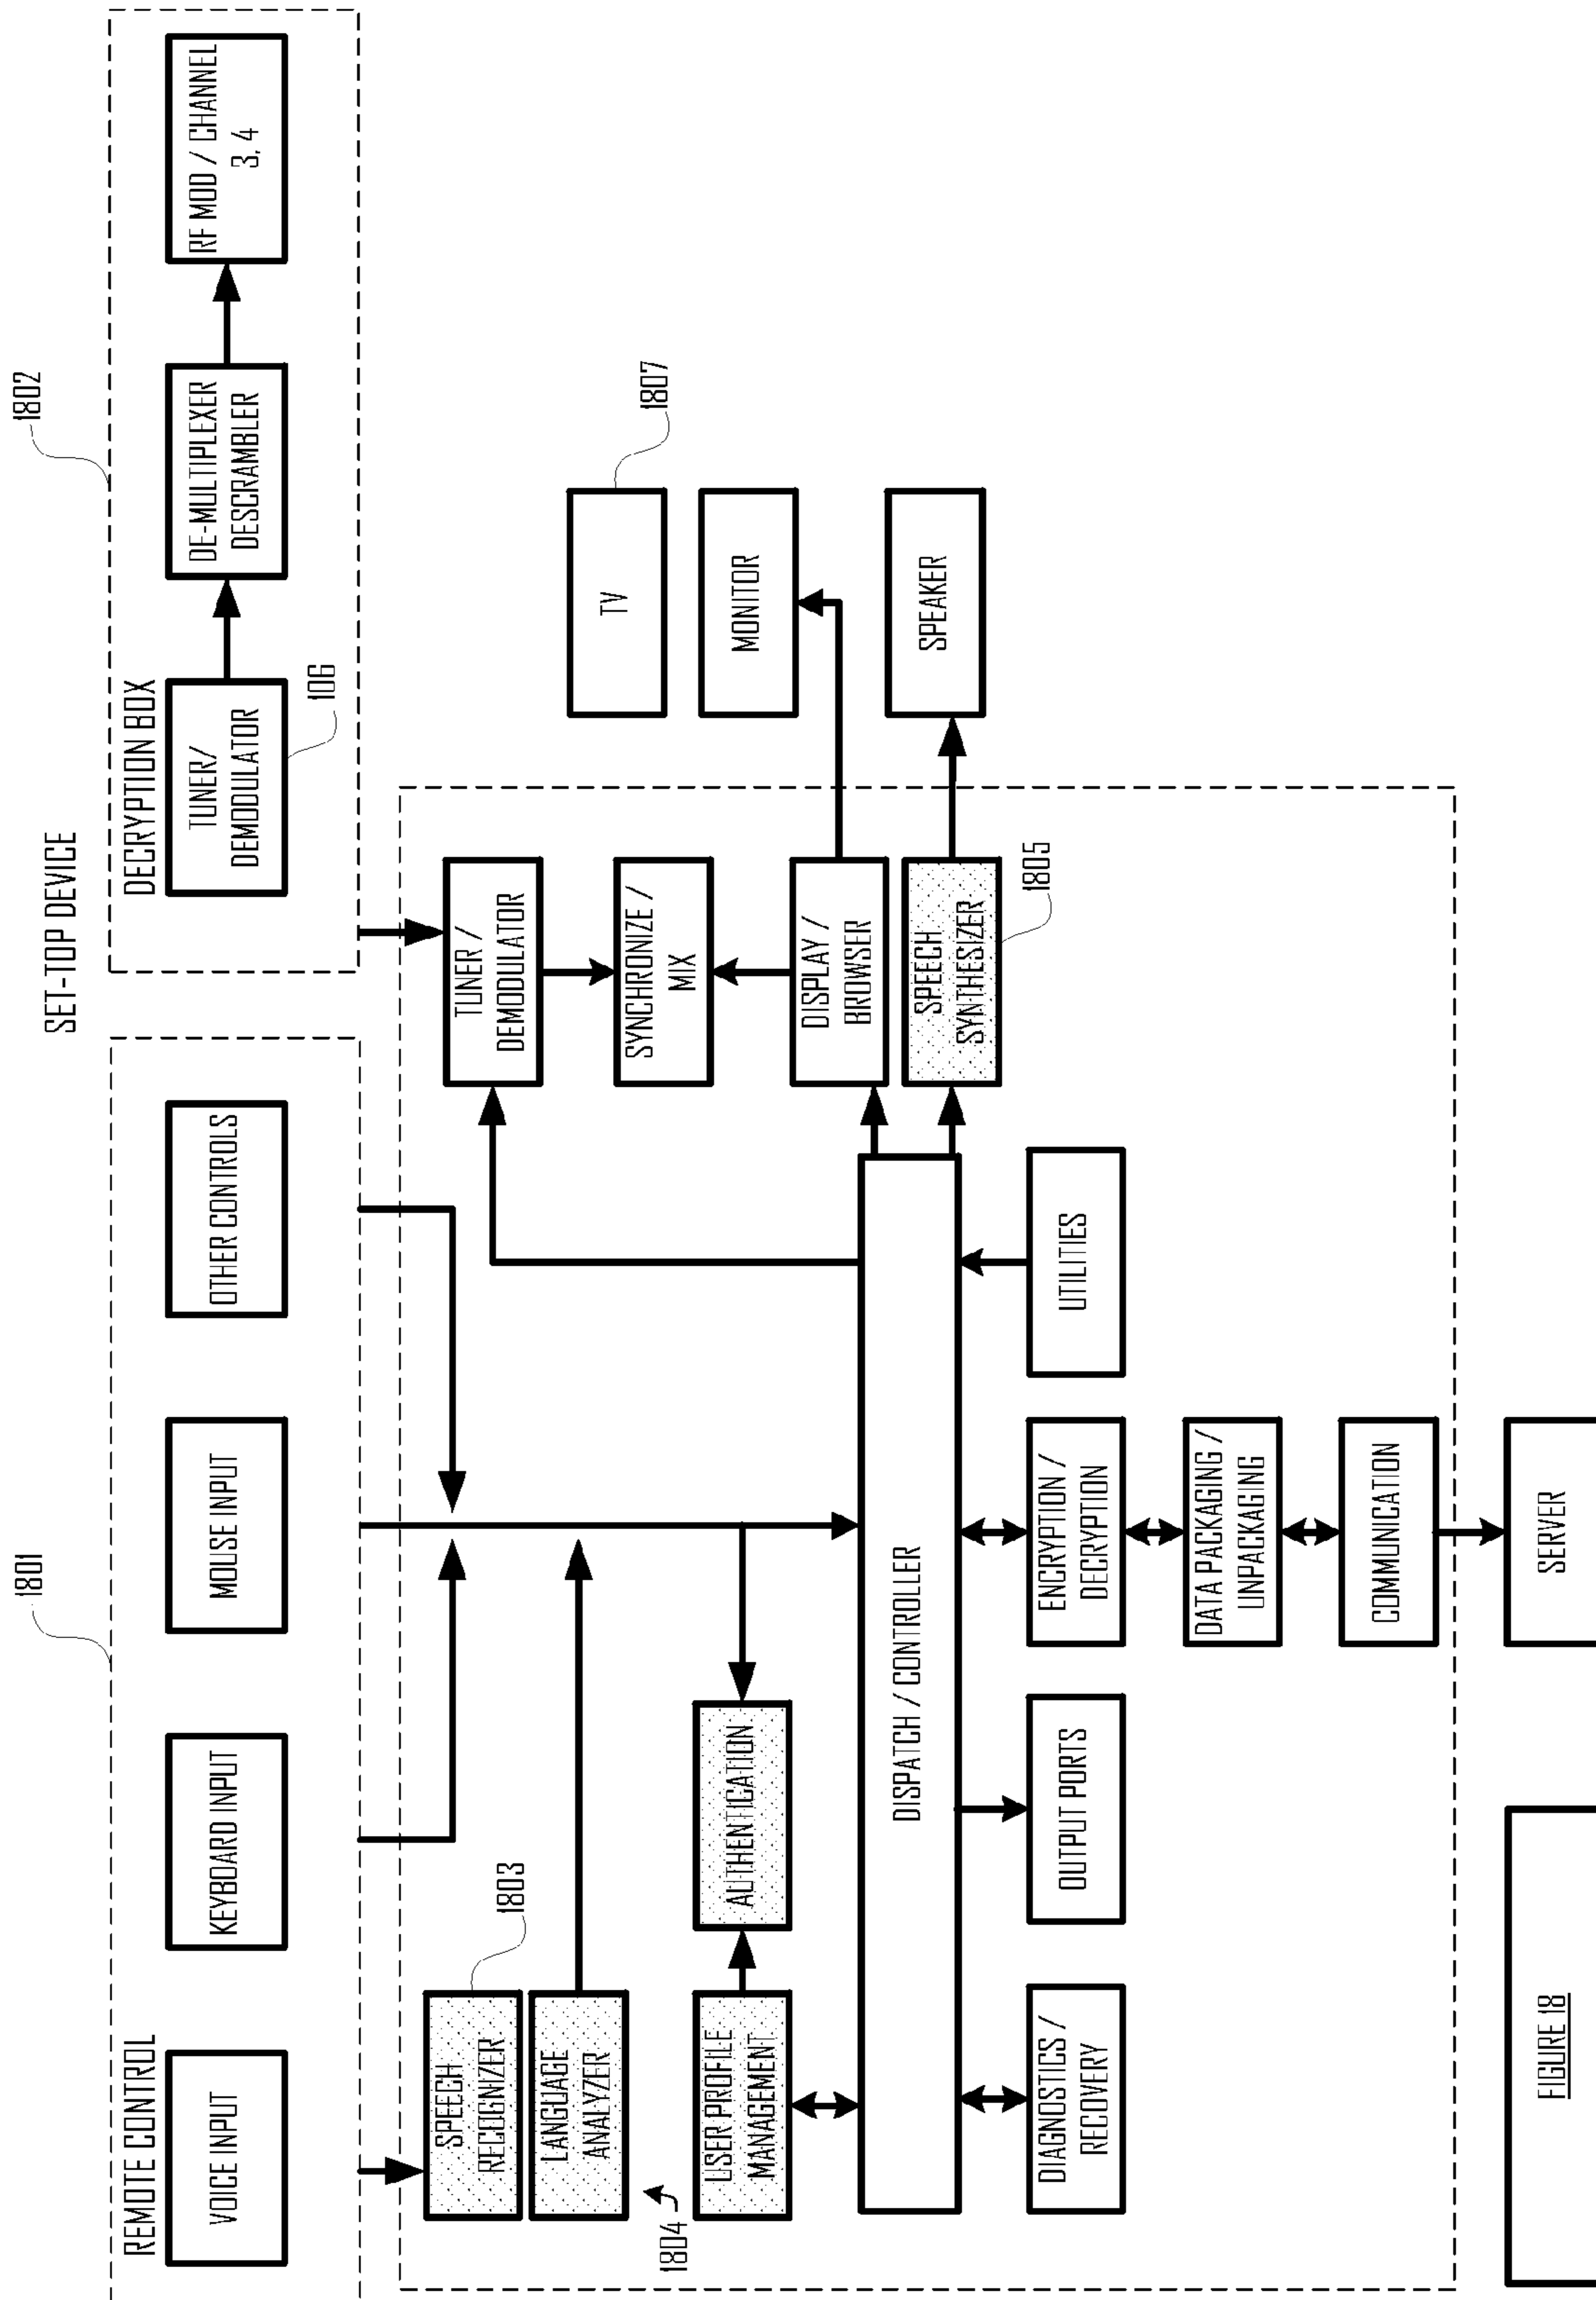 SET-TOP DEVICE
1801
1802
REMOTE CONTROL
VOICE INPUT
KEYBOARD INPUT
MOUSE INPUT
OTHER CONTROLS
DECRYPTION BOX
TUNER/
DEMODULATOR
106
DE-MULTIPLEXER
DESCRAMBLER
RF MOD / CHANNEL
3, 4
SPEECH
RECOGNIZER
1803
LANGUAGE
ANALYZER
1804
USER PROFILE
MANAGEMENT
AUTHENTICATION
TUNER /
DEMODULATOR
SYNCHRONIZE /
MIX
DISPLAY /
BROWSER
SPEECH
SYNTHESIZER
1805
TV
1807
MONITOR
SPEAKER
DISPATCH / CONTROLLER
DIAGNOSTICS /
RECOVERY
OUTPUT PORTS
ENCRYPTION /
DECRYPTION
UTILITIES
DATA PACKAGING /
UNPACKAGING
COMMUNICATION
SERVER
FIGURE 18